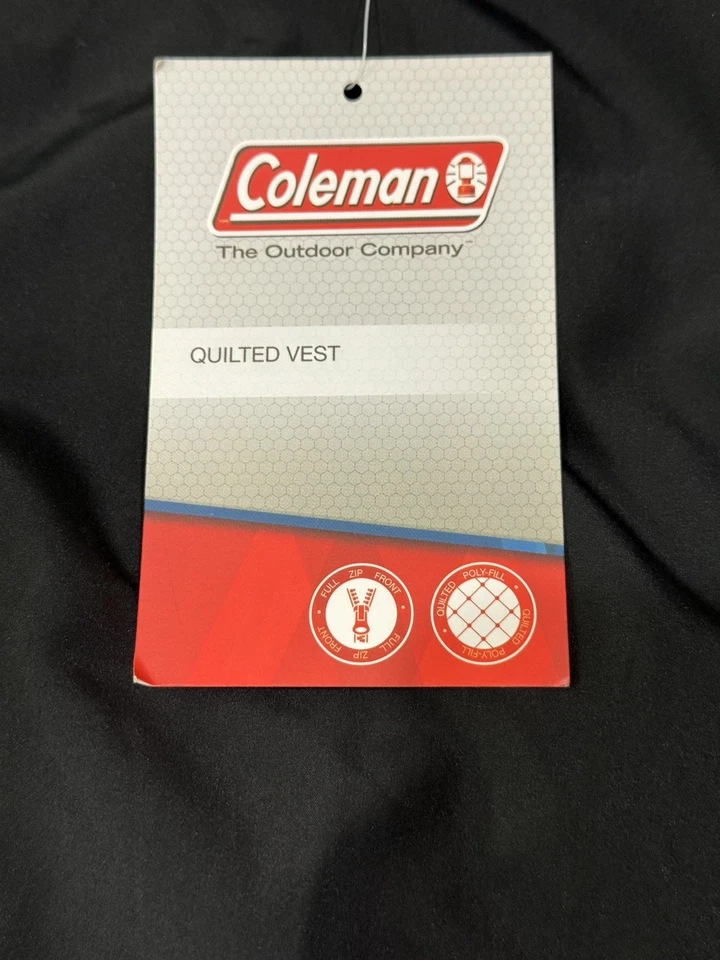 Coleman
The Outdoor Company™
QUILTED VEST
FULL ZIP FRONT • FULL ZIP FRONT •
QUILTED POLY-FILL • QUILTED POLY-FILL •